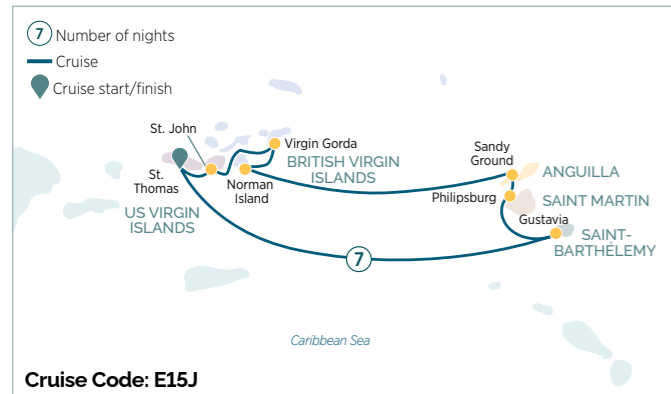 7 Number of nights
Cruise
Cruise start/finish
St. John
St.
Thomas
US VIRGIN
ISLANDS
Norman
Island
Virgin Gorda
BRITISH VIRGIN
ISLANDS
Sandy
Ground
ANGUILLA
Philipsburg
SAINT MARTIN
Gustavia
SAINT-
BARTHÉLEMY
7
Caribbean Sea
Cruise Code: E15J